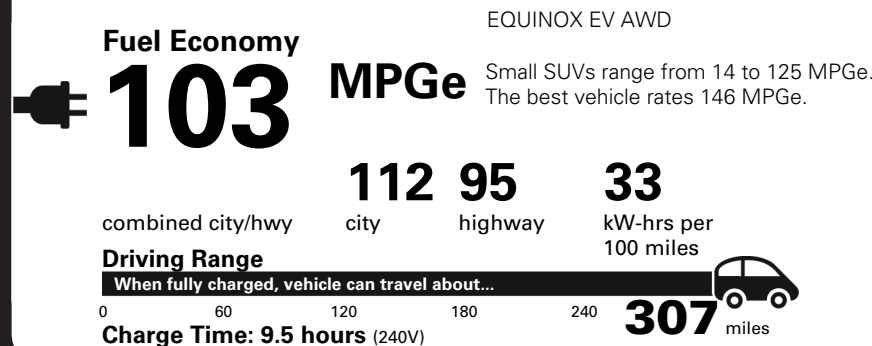 EQUINOX EV AWD
Fuel Economy
103 MPGe
Small SUVs range from 14 to 125 MPGe.
The best vehicle rates 146 MPGe.
112 95 33
combined city/hwy city highway kW-hrs per
100 miles
Driving Range
When fully charged, vehicle can travel about...
0 60 120 180 240 307 miles
Charge Time: 9.5 hours (240V)